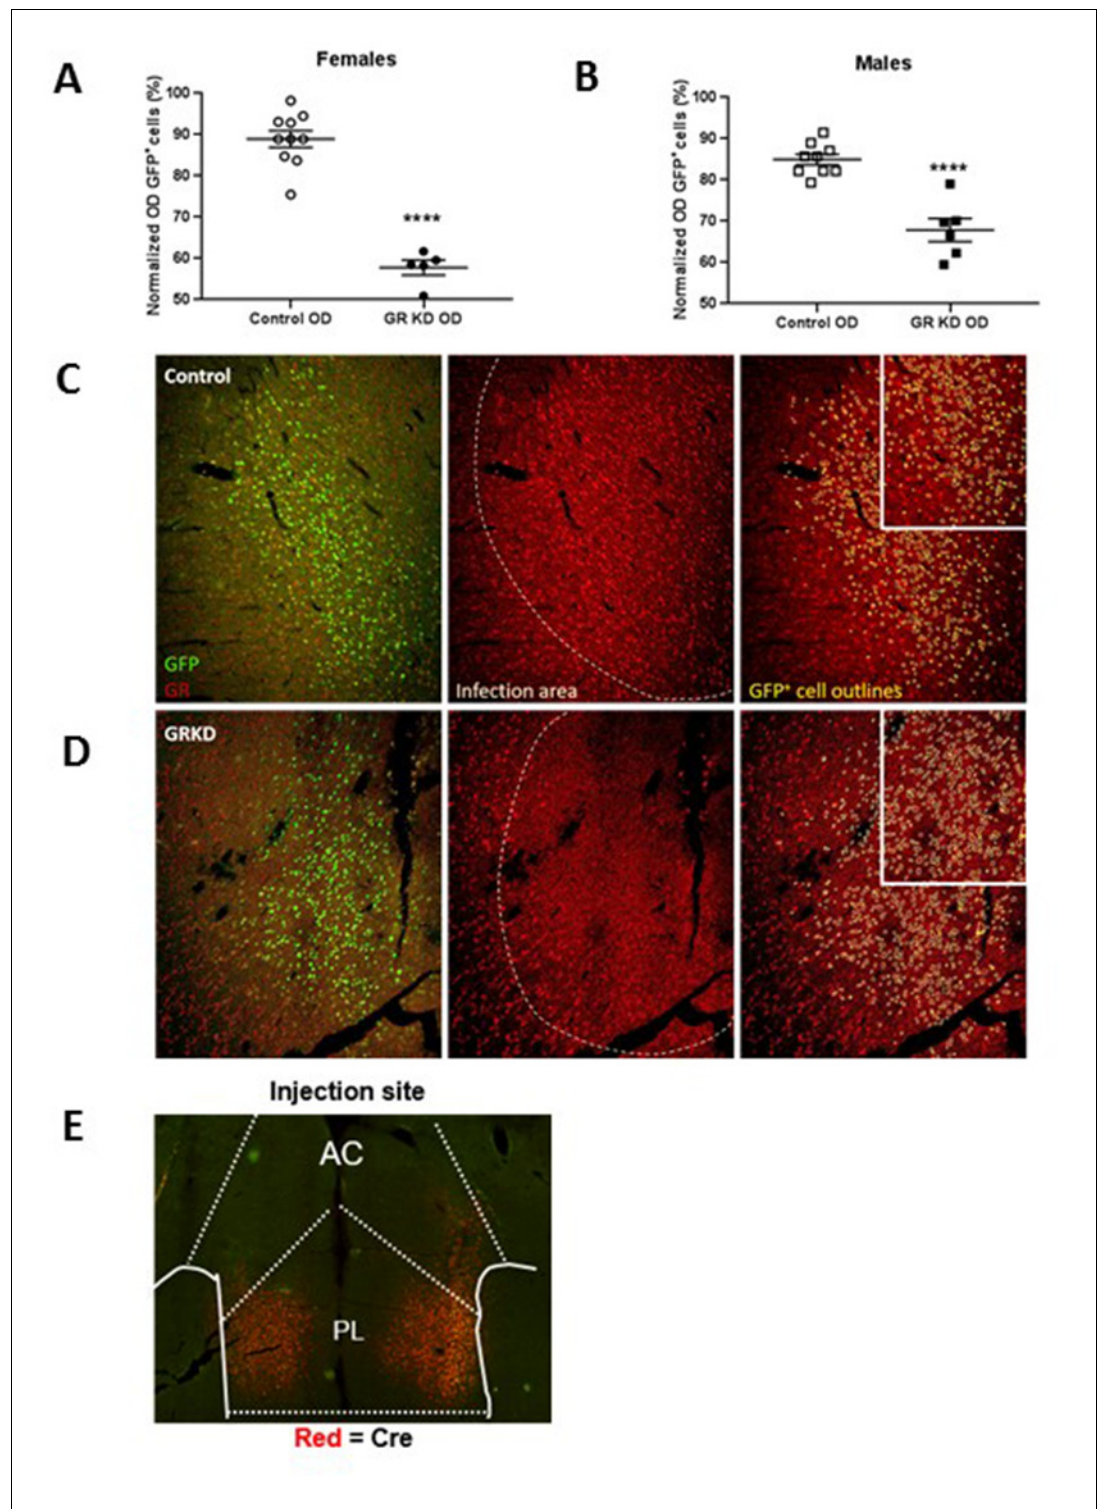 A
Females
Normalized OD GFP⁺ cells (%)
100
90
80
70
60
50
****
Control OD
GR KD OD
B
Males
Normalized OD GFP⁺ cells (%)
100
90
80
70
60
50
****
Control OD
GR KD OD
C
Control
GFP
GR
Infection area
GFP⁺ cell outlines
D
GRKD
Injection site
E
AC
PL
Red = Cre